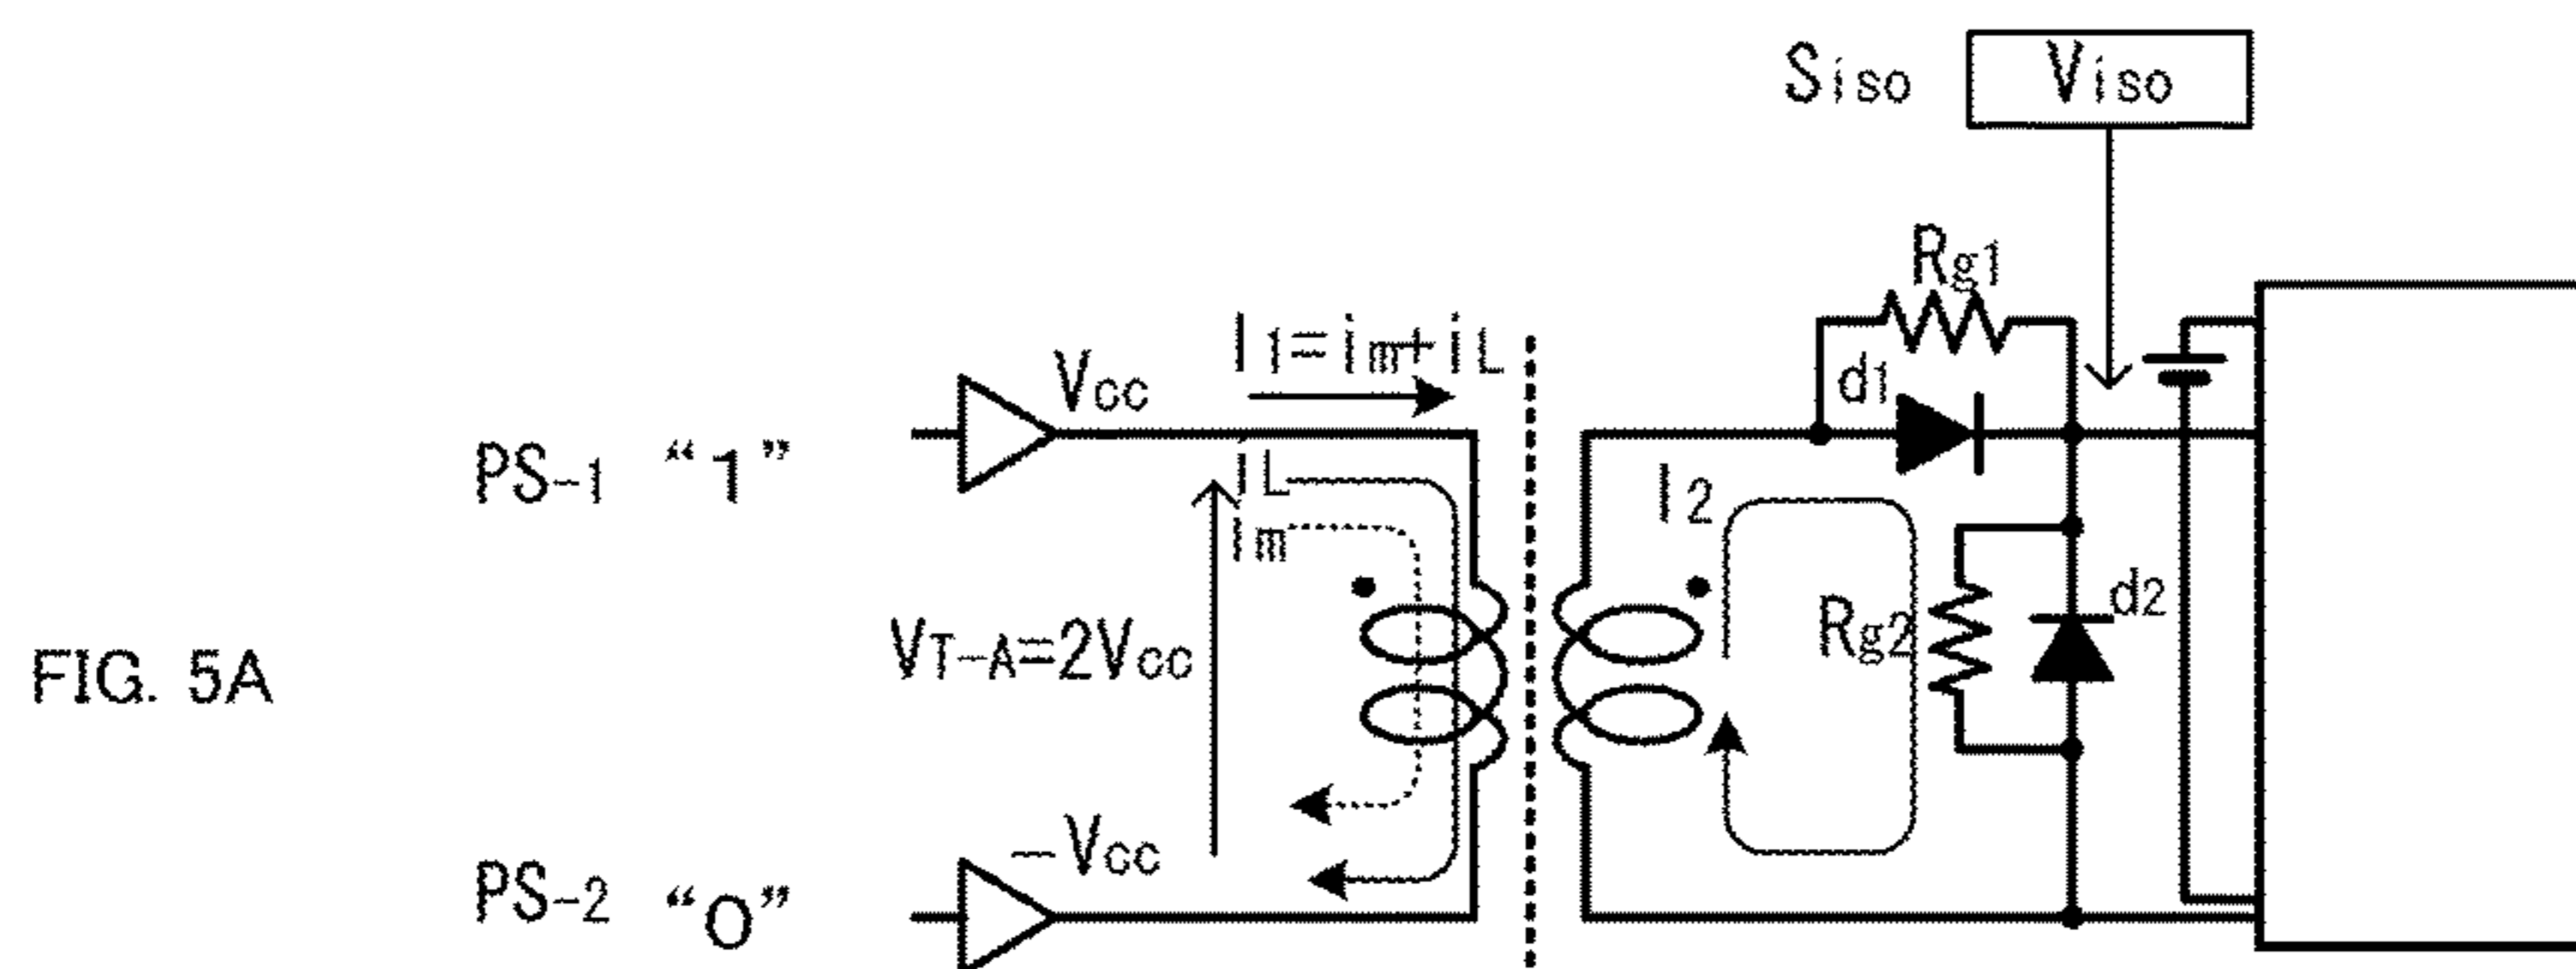 Siso Viso
Rg1
I1=im+iL
d1
Vcc
PS-1 “1”
iL
im
I2
d2
Rg2
VT-A=2Vcc
FIG. 5A
-Vcc
PS-2 “0”